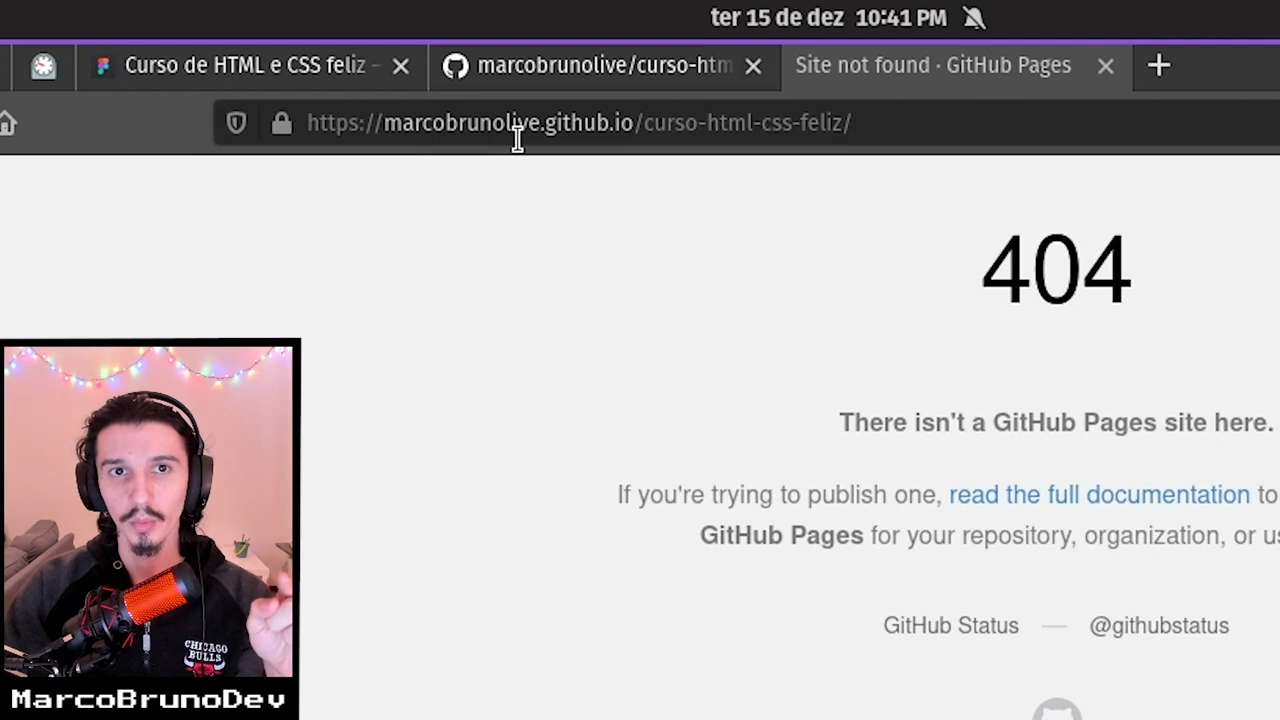 ter 15 de dez 10:41 PM
Curso de HTML e CSS feliz -
marcobrunolive/curso-htm
Site not found · GitHub Pages
https://marcobrunolive.github.io/curso-html-css-feliz/
404
There isn't a GitHub Pages site here.
If you're trying to publish one, read the full documentation to
GitHub Pages for your repository, organization, or us
GitHub Status — @githubstatus
CHICAGO
BULLS
MarcoBrunoDev